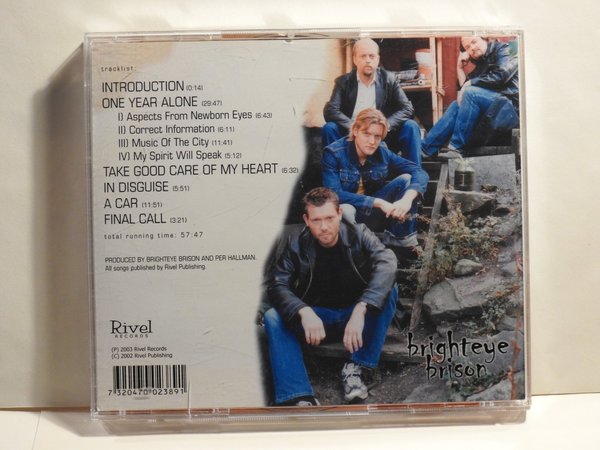 tracklist:
INTRODUCTION (0:14)
ONE YEAR ALONE (29:47)
I) Aspects From Newborn Eyes (6:43)
II) Correct Information (6:11)
III) Music Of The City (11:41)
IV) My Spirit Will Speak (5:12)
TAKE GOOD CARE OF MY HEART (6:32)
IN DISGUISE (5:51)
A CAR (11:51)
FINAL CALL (3:21)
total running time: 57:47
PRODUCED BY BRIGHTEYE BRISON AND PER HALLMAN.
All songs published by Rivel Publishing.
Rivel
RECORDS
(P) 2003 Rivel Records
(C) 2002 Rivel Publishing
7 320470 023891
brighteye
brison